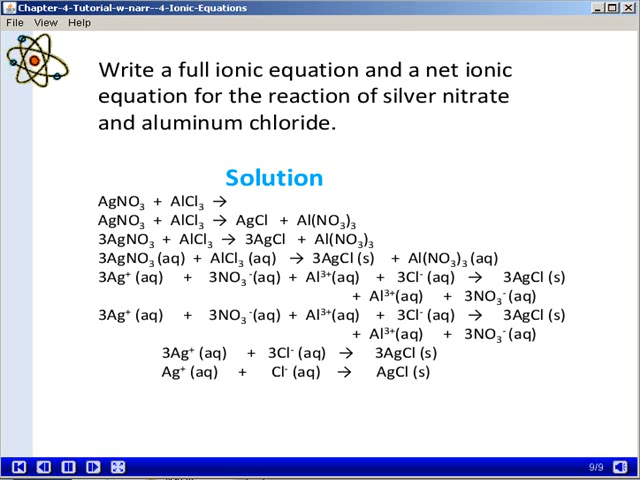 Chapter-4-Tutorial-w-narr--4-Ionic-Equations
File View Help
Write a full ionic equation and a net ionic
equation for the reaction of silver nitrate
and aluminum chloride.
Solution
AgNO₃ + AlCl₃ →
AgNO₃ + AlCl₃ → AgCl + Al(NO₃)₃
3AgNO₃ + AlCl₃ → 3AgCl + Al(NO₃)₃
3AgNO₃ (aq) + AlCl₃ (aq) → 3AgCl (s) + Al(NO₃)₃ (aq)
3Ag⁺ (aq) + 3NO₃⁻ (aq) + Al³⁺(aq) + 3Cl⁻ (aq) → 3AgCl (s)
+ Al³⁺(aq) + 3NO₃⁻ (aq)
3Ag⁺ (aq) + 3NO₃⁻ (aq) + Al³⁺(aq) + 3Cl⁻ (aq) → 3AgCl (s)
+ Al³⁺(aq) + 3NO₃⁻ (aq)
3Ag⁺ (aq) + 3Cl⁻ (aq) → 3AgCl (s)
Ag⁺ (aq) + Cl⁻ (aq) → AgCl (s)
9/9